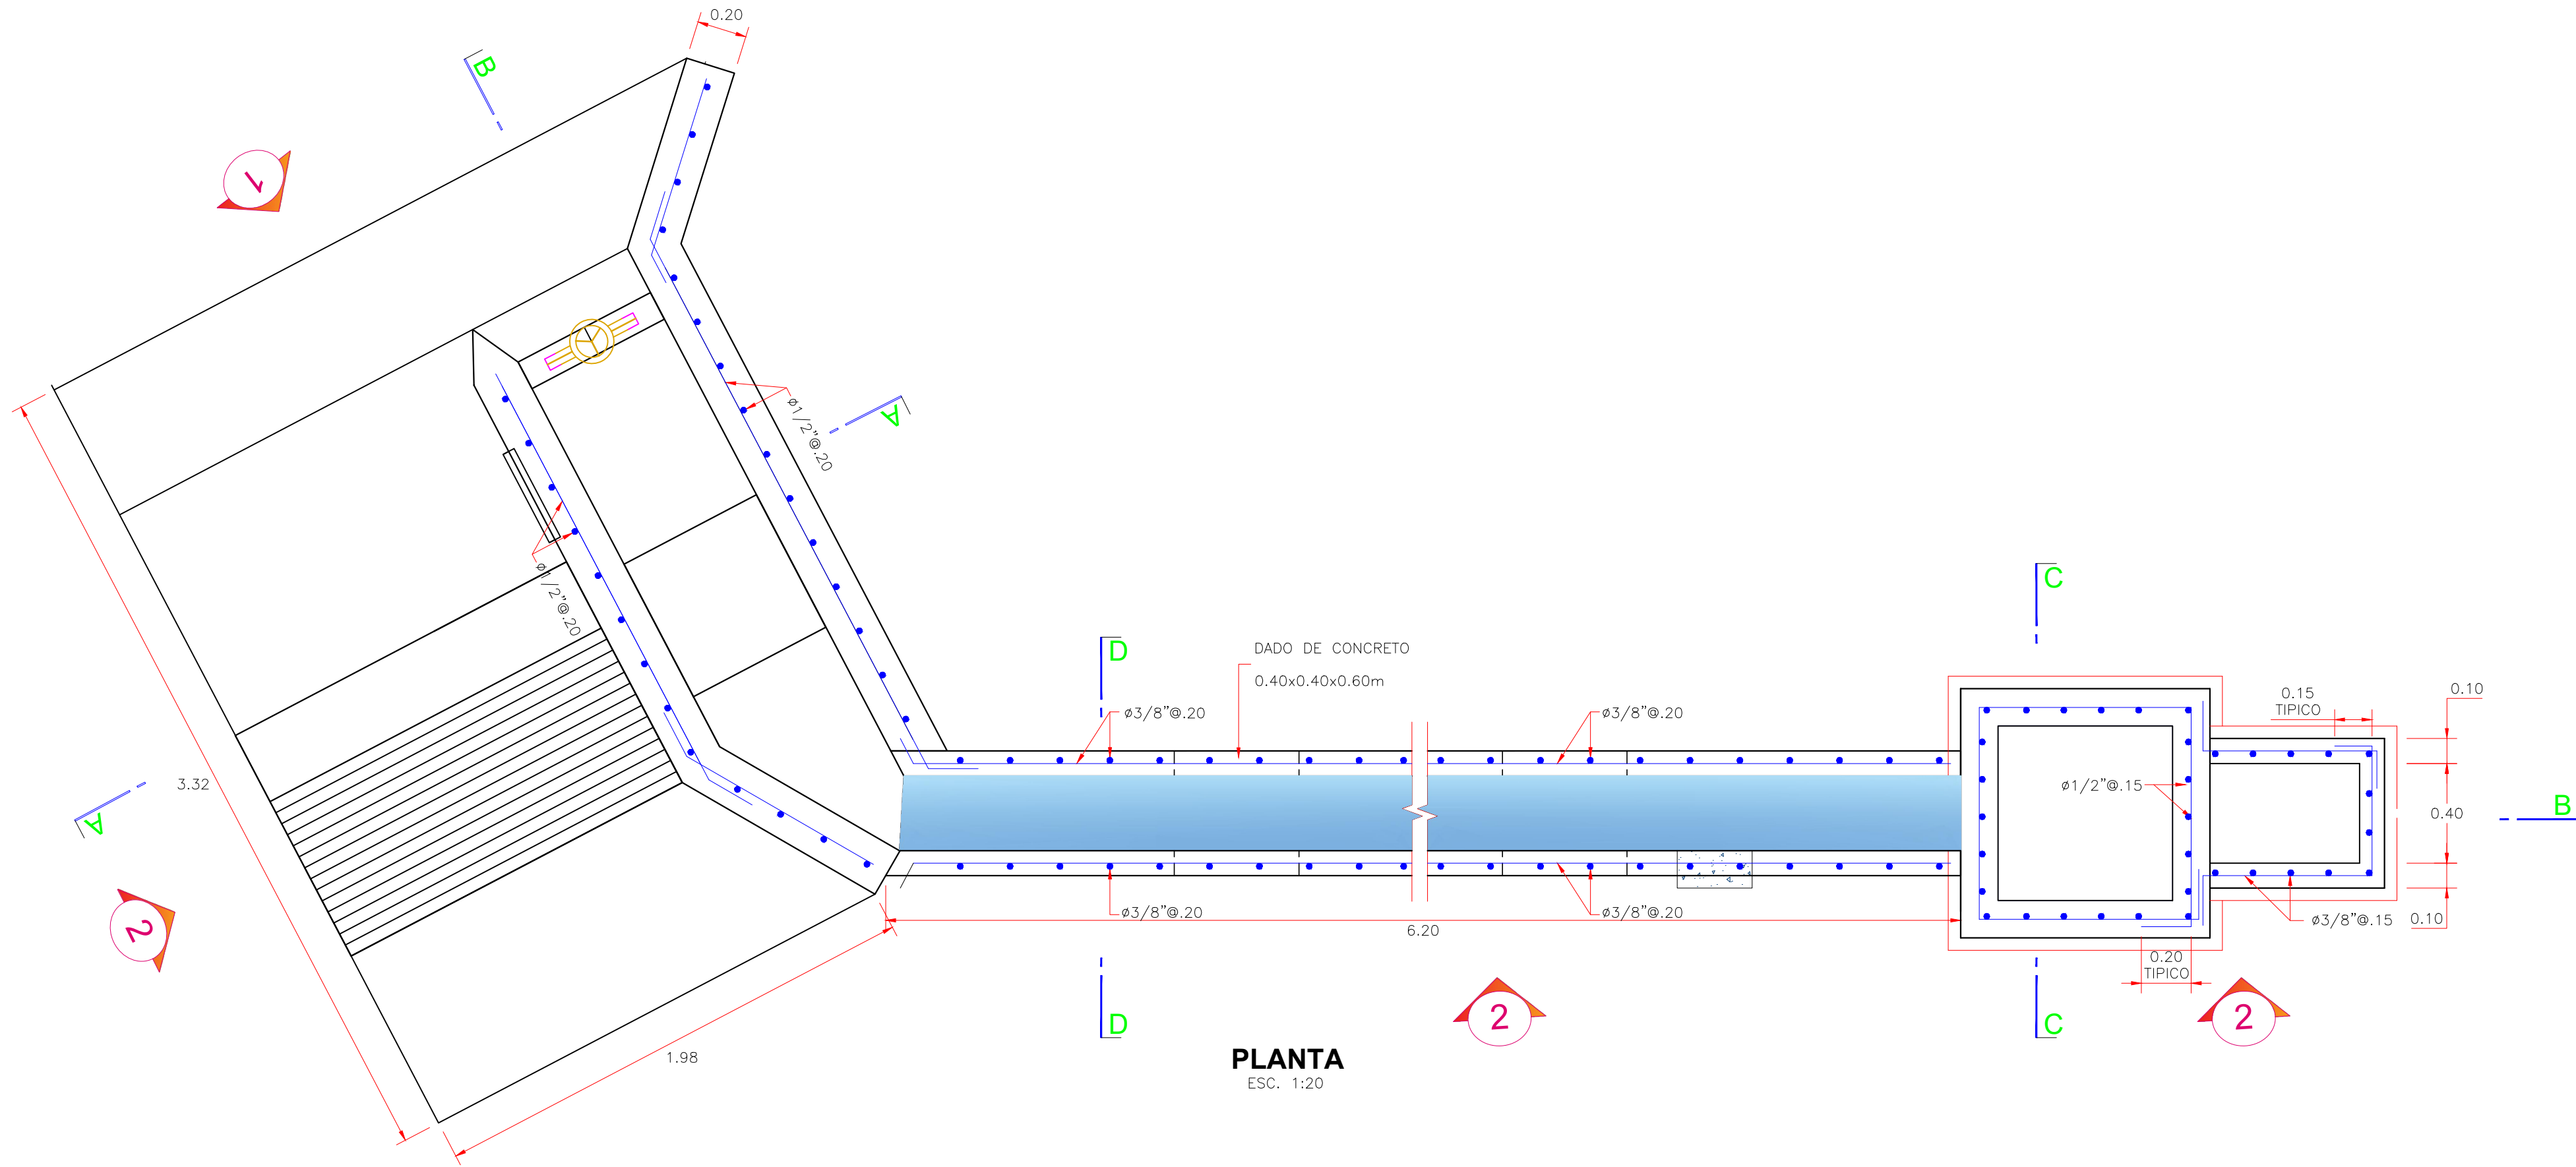 0.20
B
1
A
ø1/2"@.20
ø1/2"@.20
3.32
A
2
1.98
D
DADO DE CONCRETO
0.40x0.40x0.60m
ø3/8"@.20
ø3/8"@.20
C
0.15
TIPICO
0.10
ø1/2"@.15
0.40
B
ø3/8"@.20
ø3/8"@.20
6.20
ø3/8"@.15
0.10
0.20
TIPICO
D
2
C
2
PLANTA
ESC. 1:20